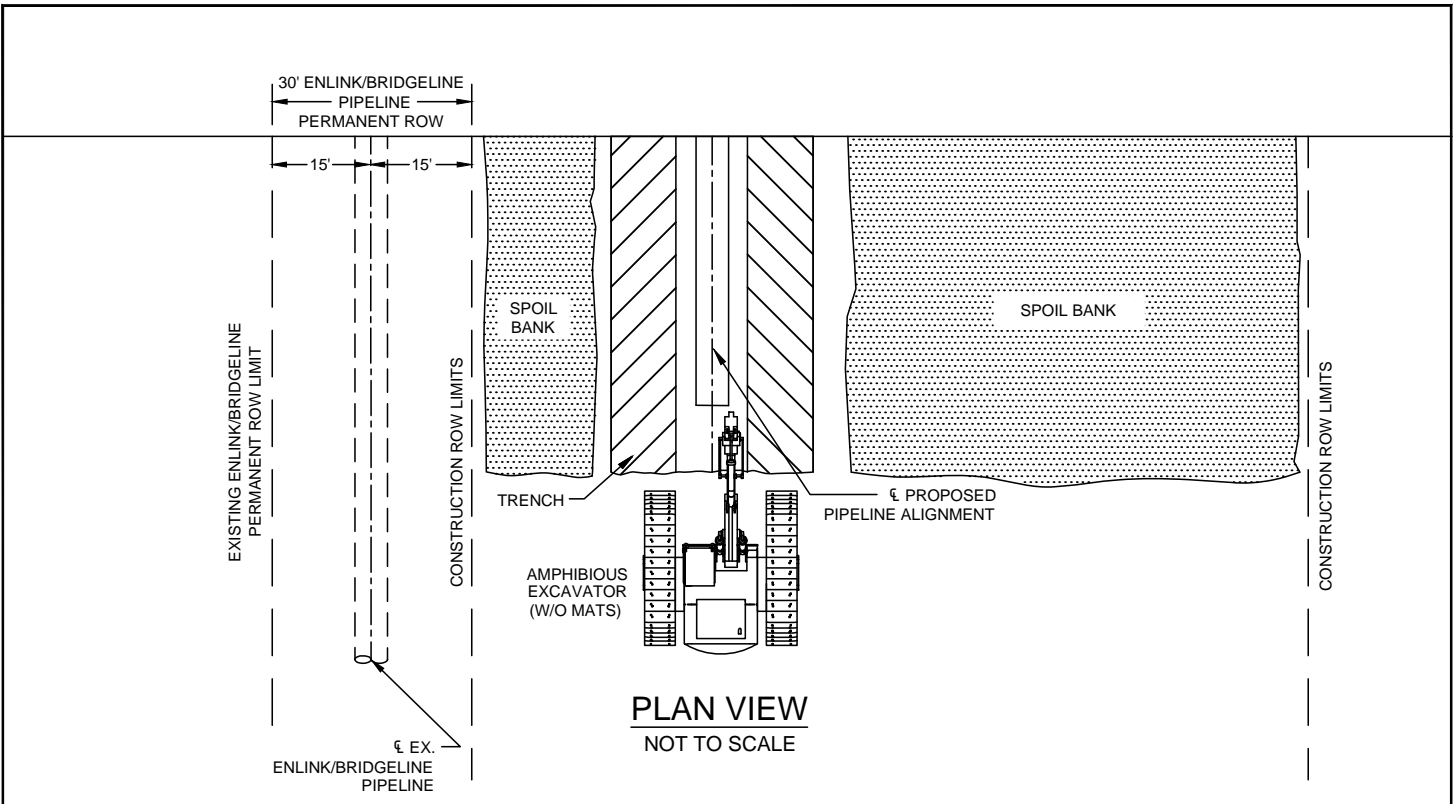 30' ENLINK/BRIDGELINE
PIPELINE
PERMANENT ROW
15'
15'
EXISTING ENLINK/BRIDGELINE
PERMANENT ROW LIMIT
CONSTRUCTION ROW LIMITS
SPOIL
BANK
SPOIL BANK
CONSTRUCTION ROW LIMITS
TRENCH
℄ PROPOSED
PIPELINE ALIGNMENT
AMPHIBIOUS
EXCAVATOR
(W/O MATS)
PLAN VIEW
NOT TO SCALE
℄ EX.
ENLINK/BRIDGELINE
PIPELINE